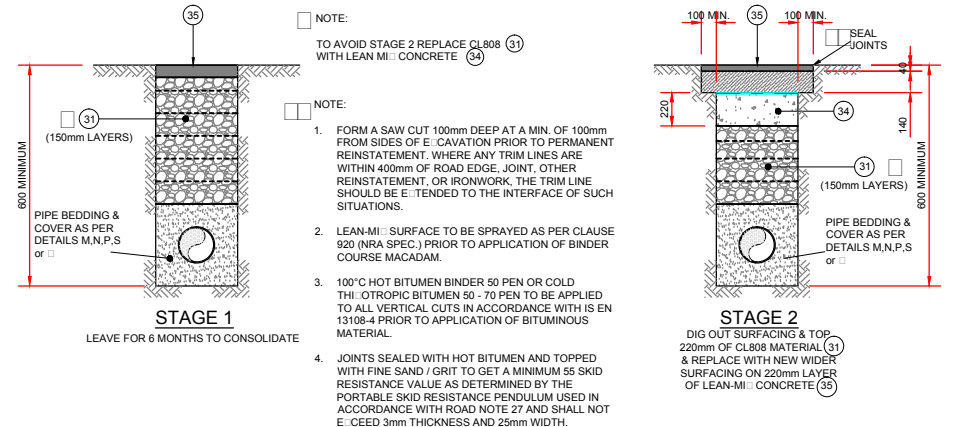 35
31
(150mm LAYERS)
600 MINIMUM
PIPE BEDDING &
COVER AS PER
DETAILS M,N,P,S
or □
STAGE 1
LEAVE FOR 6 MONTHS TO CONSOLIDATE
□ NOTE:
TO AVOID STAGE 2 REPLACE CL808 31
WITH LEAN MI□ CONCRETE 34
□□ NOTE:
1. FORM A SAW CUT 100mm DEEP AT A MIN. OF 100mm
FROM SIDES OF E□CAVATION PRIOR TO PERMANENT
REINSTATEMENT. WHERE ANY TRIM LINES ARE
WITHIN 400mm OF ROAD EDGE, JOINT, OTHER
REINSTATEMENT, OR IRONWORK, THE TRIM LINE
SHOULD BE E□TENDED TO THE INTERFACE OF SUCH
SITUATIONS.
2. LEAN-MI□ SURFACE TO BE SPRAYED AS PER CLAUSE
920 (NRA SPEC.) PRIOR TO APPLICATION OF BINDER
COURSE MACADAM.
3. 100°C HOT BITUMEN BINDER 50 PEN OR COLD
THI□OTROPIC BITUMEN 50 - 70 PEN TO BE APPLIED
TO ALL VERTICAL CUTS IN ACCORDANCE WITH IS EN
13108-4 PRIOR TO APPLICATION OF BITUMINOUS
MATERIAL.
4. JOINTS SEALED WITH HOT BITUMEN AND TOPPED
WITH FINE SAND / GRIT TO GET A MINIMUM 55 SKID
RESISTANCE VALUE AS DETERMINED BY THE
PORTABLE SKID RESISTANCE PENDULUM USED IN
ACCORDANCE WITH ROAD NOTE 27 AND SHALL NOT
E□CEED 3mm THICKNESS AND 25mm WIDTH.
100 MIN.
35
100 MIN.
□□ SEAL
JOINTS
40
220
34
140
31
(150mm LAYERS)
600 MINIMUM
PIPE BEDDING &
COVER AS PER
DETAILS M,N,P,S
or □
STAGE 2
DIG OUT SURFACING & TOP
220mm OF CL808 MATERIAL 31
& REPLACE WITH NEW WIDER
SURFACING ON 220mm LAYER
OF LEAN-MI□ CONCRETE 35